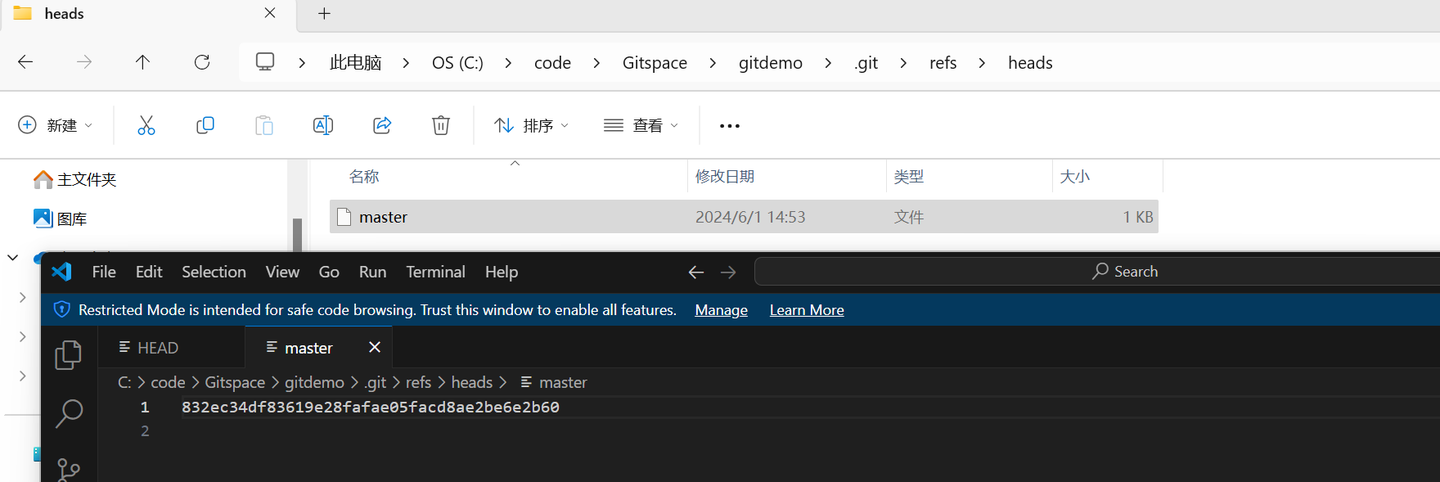 heads
此电脑 OS (C:) code Gitspace gitdemo .git refs heads
新建 排序 查看
主文件夹
图库
名称 修改日期 类型 大小
master 2024/6/1 14:53 文件 1 KB
File Edit Selection View Go Run Terminal Help Search
Restricted Mode is intended for safe code browsing. Trust this window to enable all features. Manage Learn More
HEAD master
C: code Gitspace gitdemo .git refs heads master
1 832ec34df83619e28fafae05facd8ae2be6e2b60
2